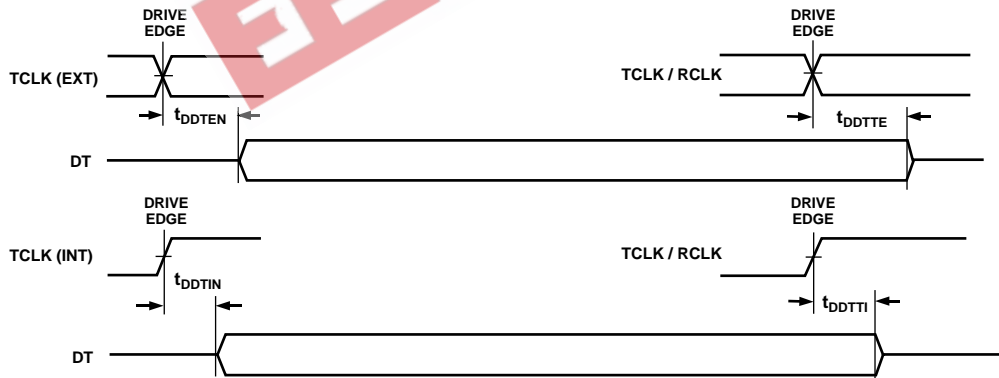 DRIVE
EDGE
DRIVE
EDGE
TCLK (EXT)
TCLK / RCLK
tDDTEN
tDDTTE
DT
DRIVE
EDGE
DRIVE
EDGE
TCLK (INT)
TCLK / RCLK
tDDTIN
tDDTTI
DT